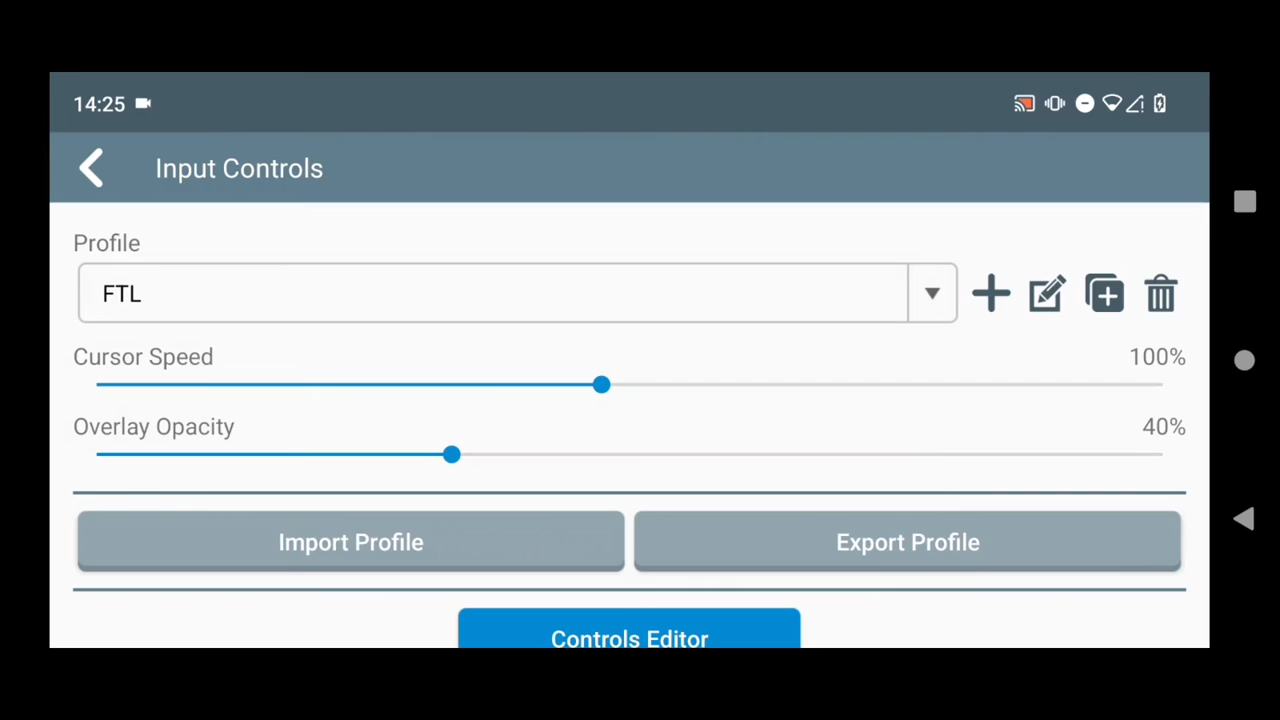 14:25
Input Controls
Profile
FTL
Cursor Speed 100%
Overlay Opacity 40%
Import Profile Export Profile
Controls Editor